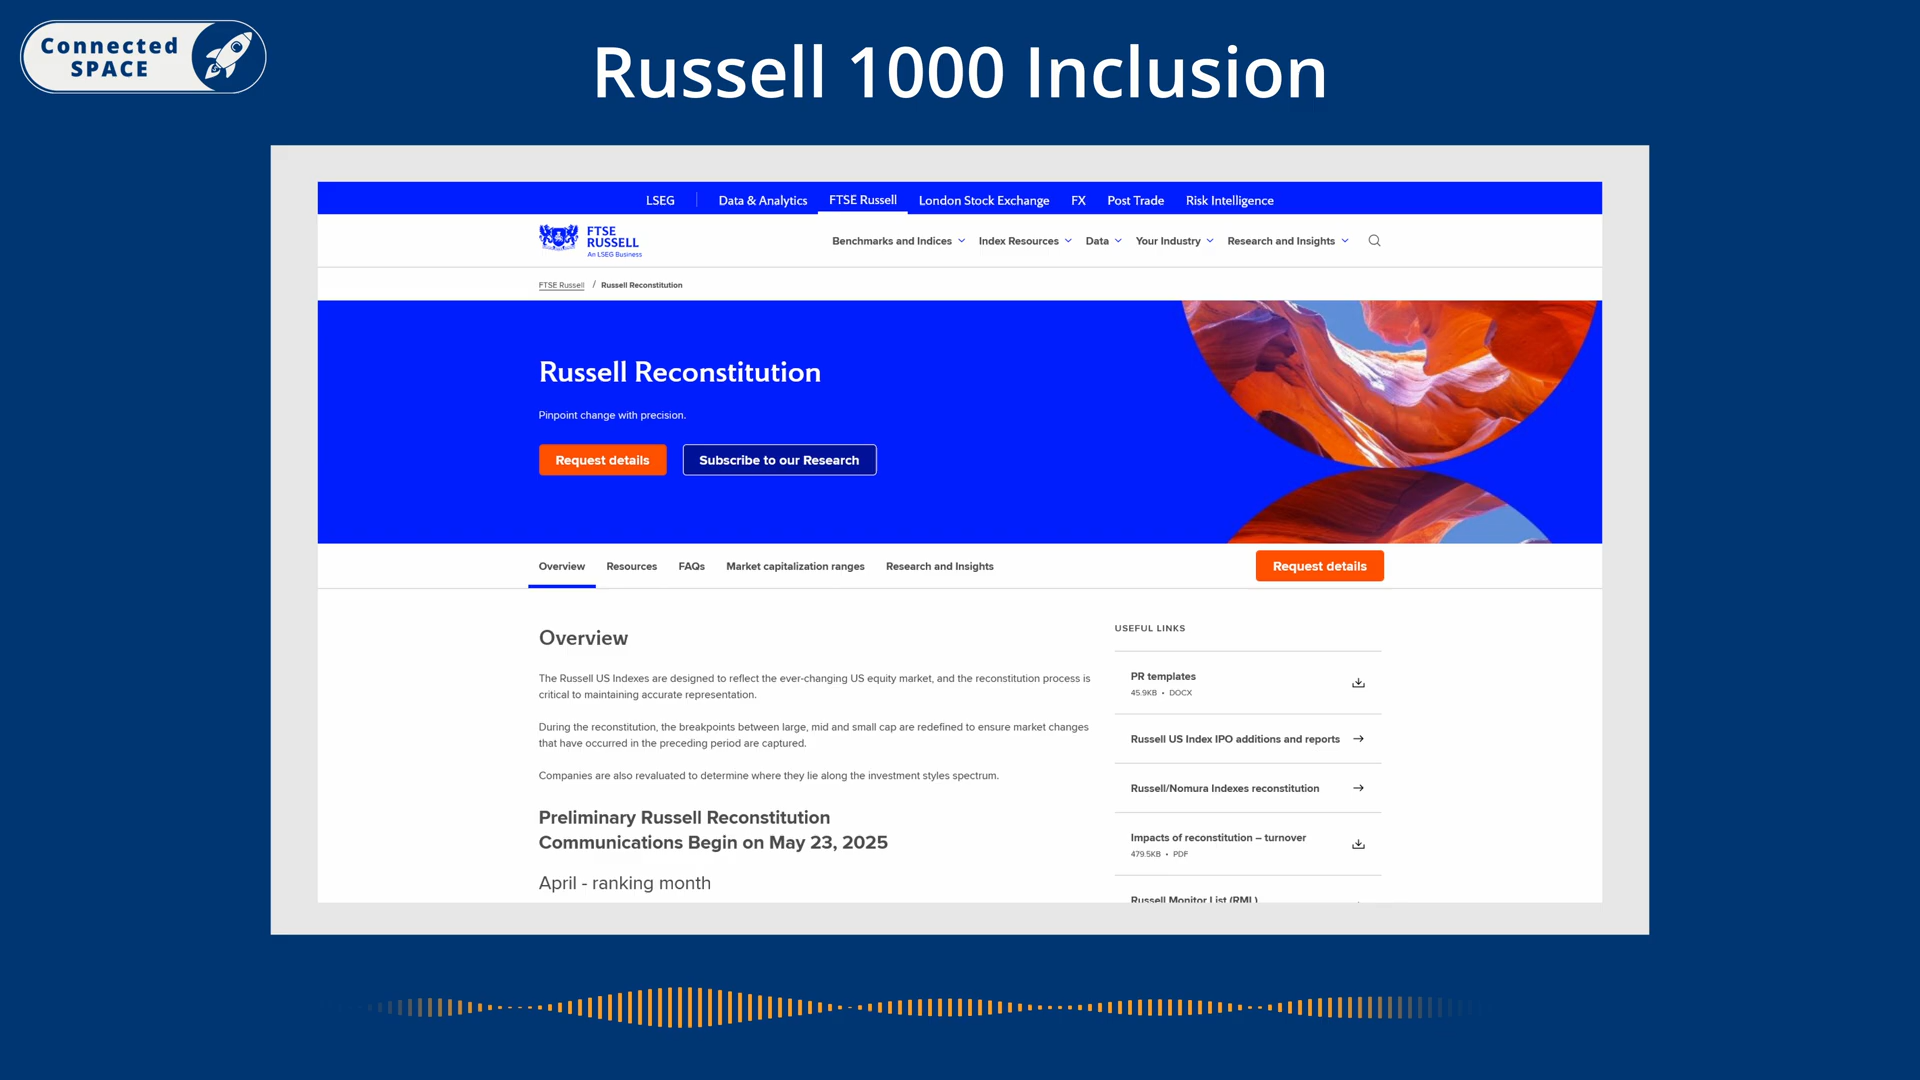 Connected
SPACE
Russell 1000 Inclusion
LSEG
Data & Analytics
FTSE Russell
London Stock Exchange
FX
Post Trade
Risk Intelligence
FTSE
RUSSELL
An LSEG Business
Benchmarks and Indices
Index Resources
Data
Your Industry
Research and Insights
FTSE Russell / Russell Reconstitution
Russell Reconstitution
Pinpoint change with precision.
Request details
Subscribe to our Research
Overview
Resources
FAQs
Market capitalization ranges
Research and Insights
Request details
Overview
The Russell US Indexes are designed to reflect the ever-changing US equity market, and the reconstitution process is
critical to maintaining accurate representation.
During the reconstitution, the breakpoints between large, mid and small cap are redefined to ensure market changes
that have occurred in the preceding period are captured.
Companies are also revaluated to determine where they lie along the investment styles spectrum.
Preliminary Russell Reconstitution
Communications Begin on May 23, 2025
April - ranking month
USEFUL LINKS
PR templates
45.9KB • DOCX
Russell US Index IPO additions and reports
Russell/Nomura Indexes reconstitution
Impacts of reconstitution – turnover
479.5KB • PDF
Russell Monitor List (RML)